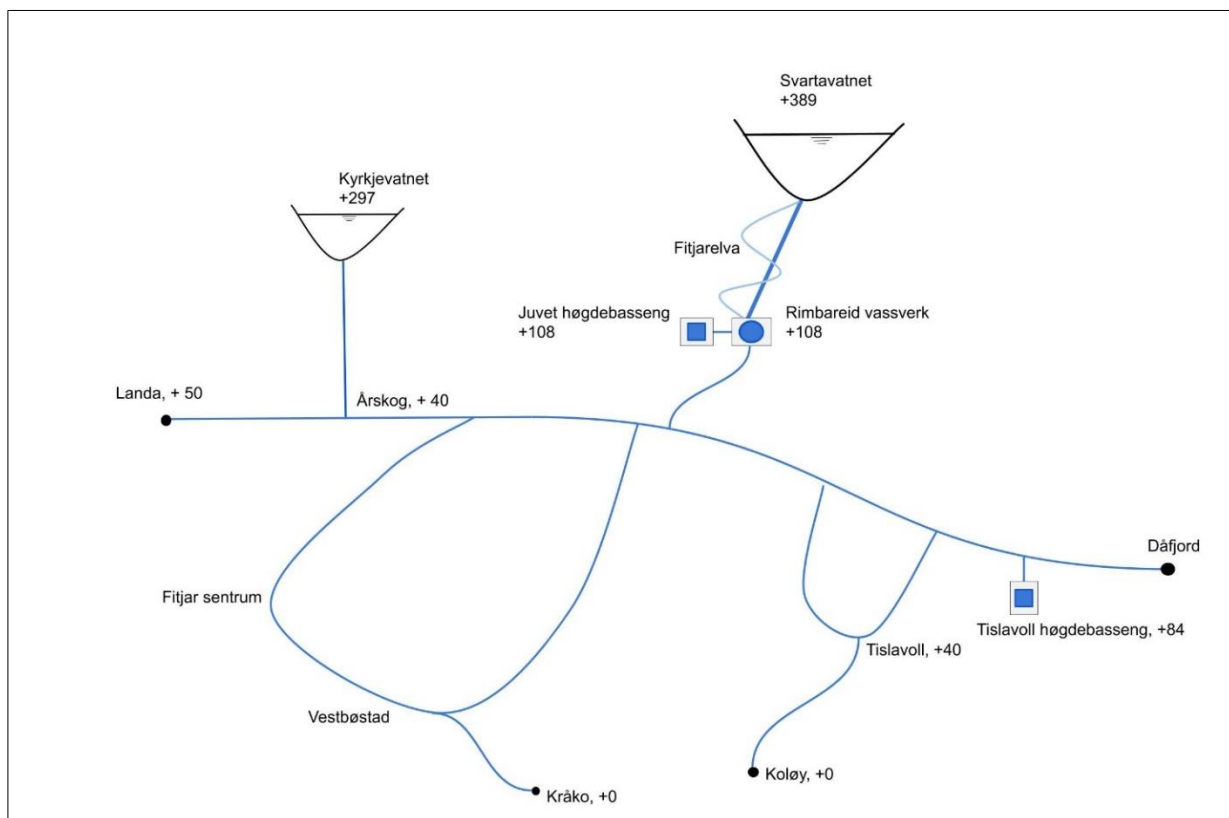 Svartavatnet
+389
Kyrkjevatnet
+297
Fitjarelva
Juvet høgdebasseng
+108
Rimbareid vassverk
+108
Landa, + 50
Årskog, + 40
Dåfjord
Fitjar sentrum
Tislavoll høgdebasseng, +84
Tislavoll, +40
Vestbøstad
Koløy, +0
Kråko, +0